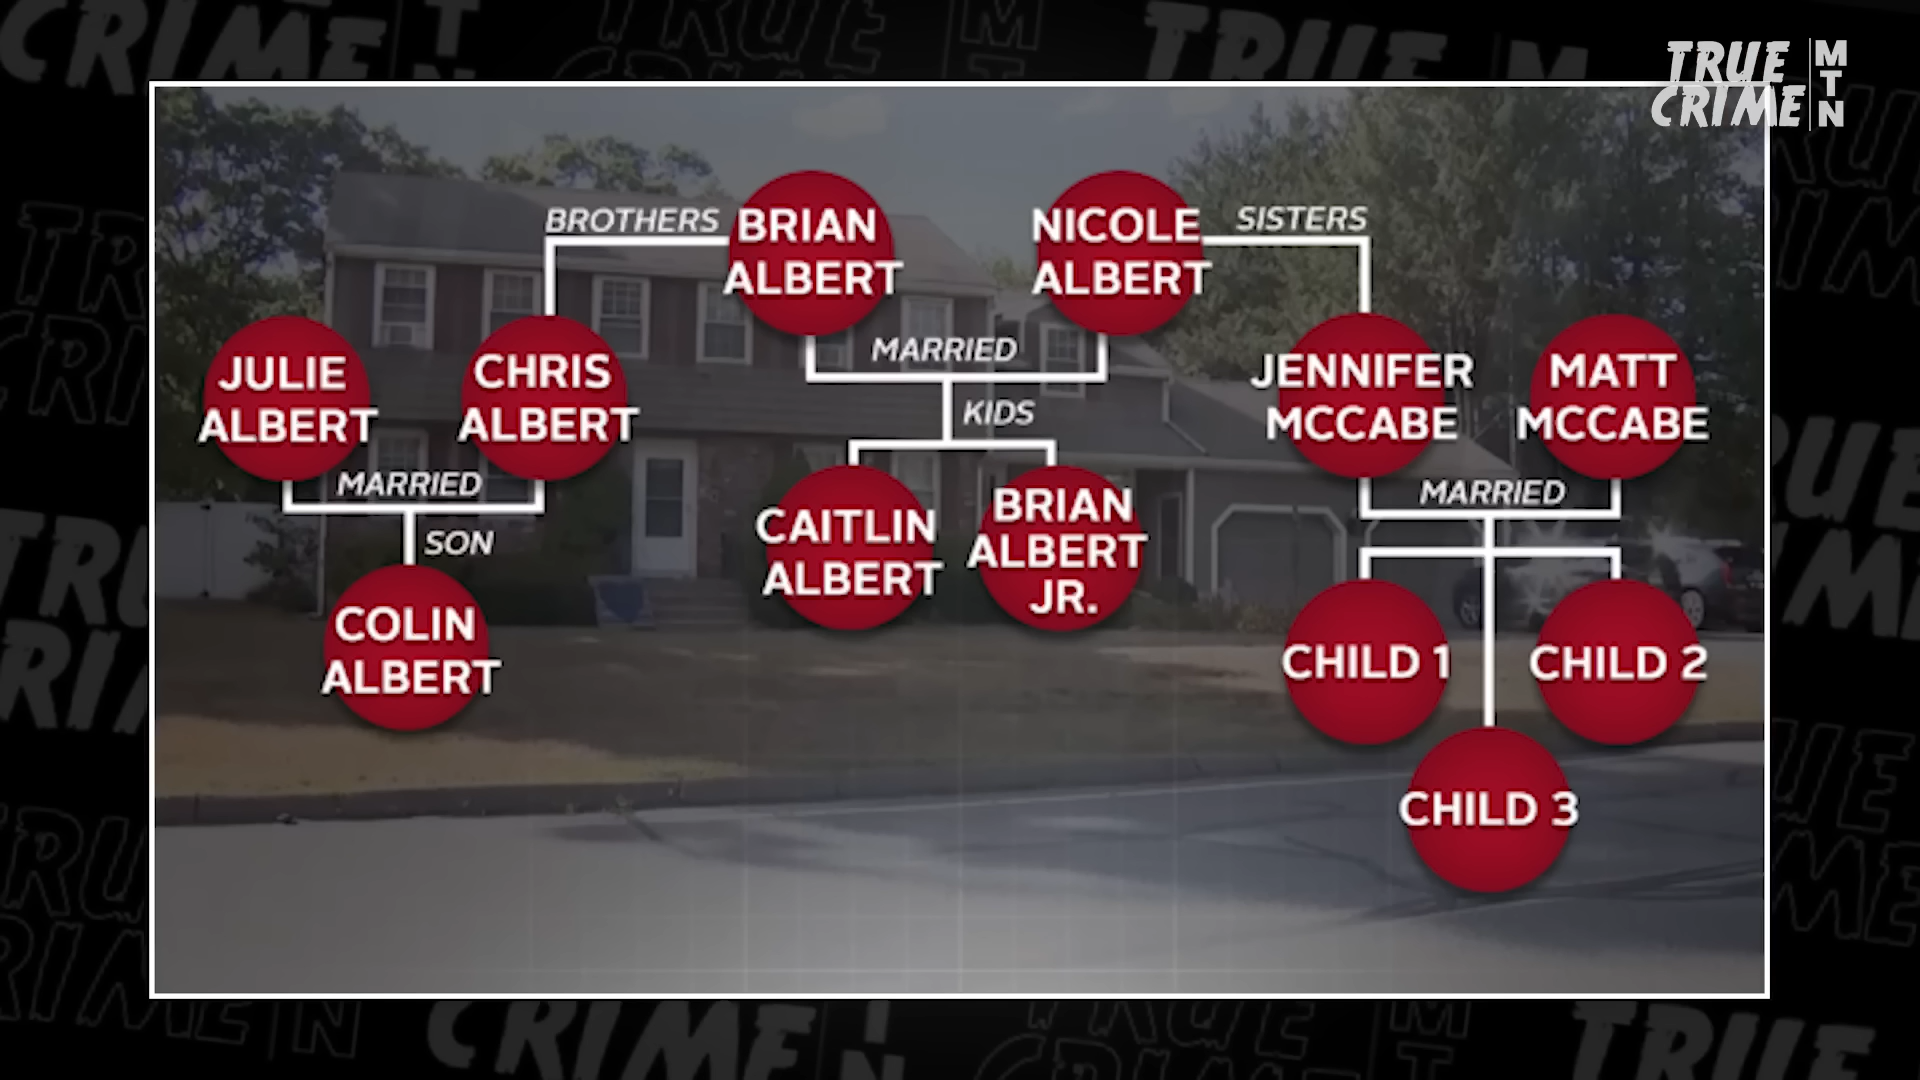 TRUE
CRIME
MTN
BROTHERS
BRIAN
ALBERT
NICOLE
ALBERT
SISTERS
JULIE
ALBERT
CHRIS
ALBERT
MARRIED
JENNIFER
MCCABE
MATT
MCCABE
MARRIED
SON
KIDS
CAITLIN
ALBERT
BRIAN
ALBERT
JR.
MARRIED
COLIN
ALBERT
CHILD 1
CHILD 2
CHILD 3